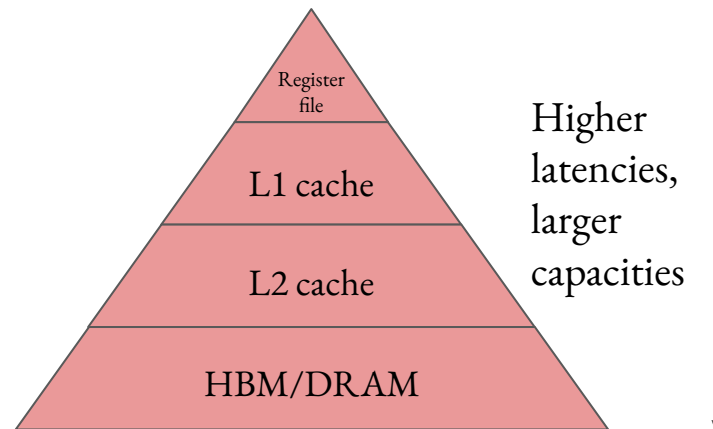 Register
file
Higher
latencies,
larger
capacities
L1 cache
L2 cache
HBM/DRAM